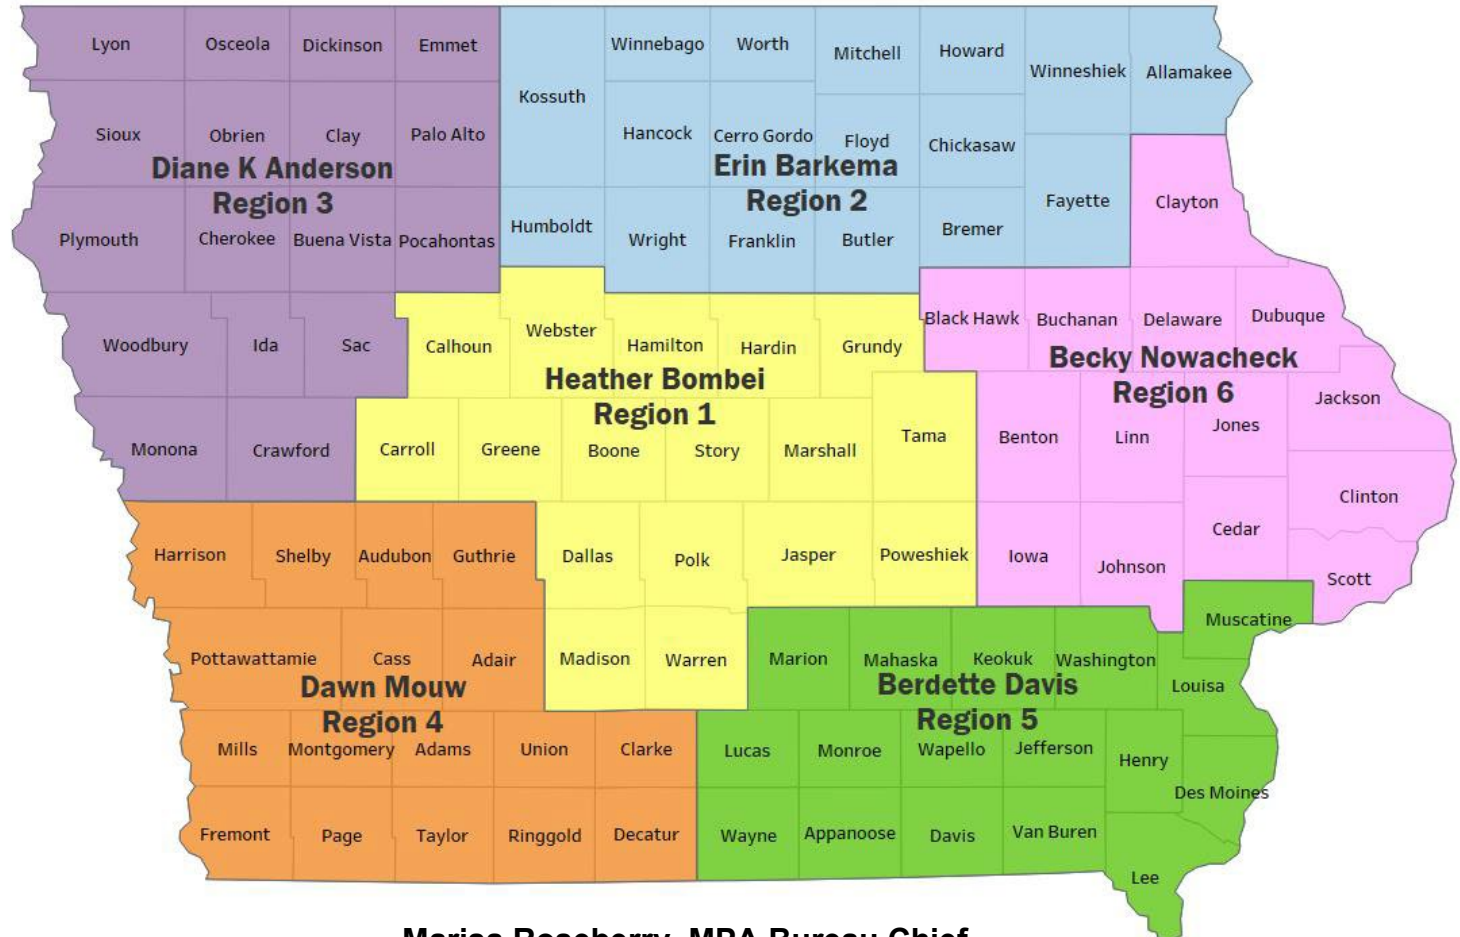 Lyon Osceola Dickinson Emmet Winnebago Worth Mitchell Howard Winneshiek Allamakee
Kossuth
Sioux Obrien Clay Palo Alto Hancock Cerro Gordo Floyd Chickasaw
Diane K Anderson
Region 3
Erin Barkema
Region 2
Fayette Clayton
Plymouth Cherokee Buena Vista Pocahontas Humboldt Wright Franklin Butler Bremer
Woodbury Ida Sac Calhoun Webster Hamilton Hardin Grundy Black Hawk Buchanan Delaware Dubuque
Heather Bombei
Region 1
Becky Nowacheck
Region 6
Jackson
Monona Crawford Carroll Greene Boone Story Marshall Tama Benton Linn Jones
Clinton
Harrison Shelby Audubon Guthrie Dallas Polk Jasper Poweshiek Iowa Johnson Cedar Scott
Muscatine
Pottawattamie Cass Adair Madison Warren Marion Mahaska Keokuk Washington Louisa
Dawn Mouw
Region 4
Berdette Davis
Region 5
Mills Montgomery Adams Union Clarke Lucas Monroe Wapello Jefferson Henry
Des Moines
Fremont Page Taylor Ringgold Decatur Wayne Appanoose Davis Van Buren
Lee